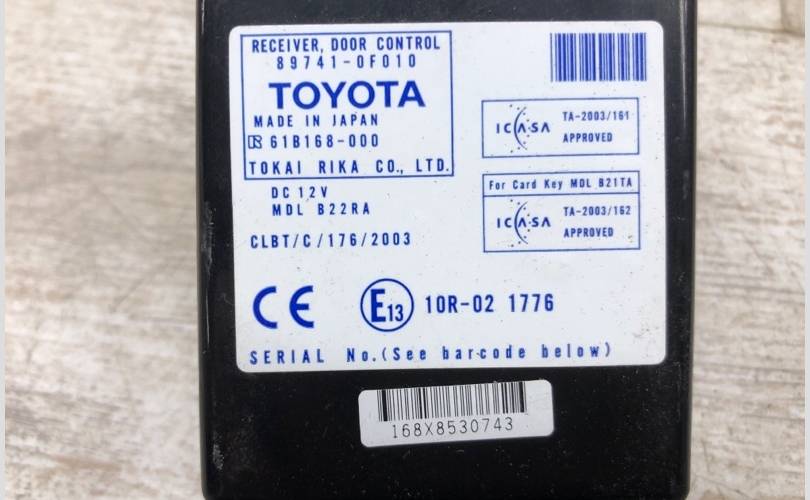 RECEIVER, DOOR CONTROL
89741-0F010
TOYOTA
MADE IN JAPAN
R 61B168-000
TOKAI RIKA CO., LTD.
DC 12V
MDL B22RA
CLBT/C/176/2003
ICASA TA-2003/161
APPROVED
For Card Key MDL B21TA
ICASA TA-2003/162
APPROVED
CE E13 10R-02 1776
SERIAL No.(See barcode below)
168X8530743